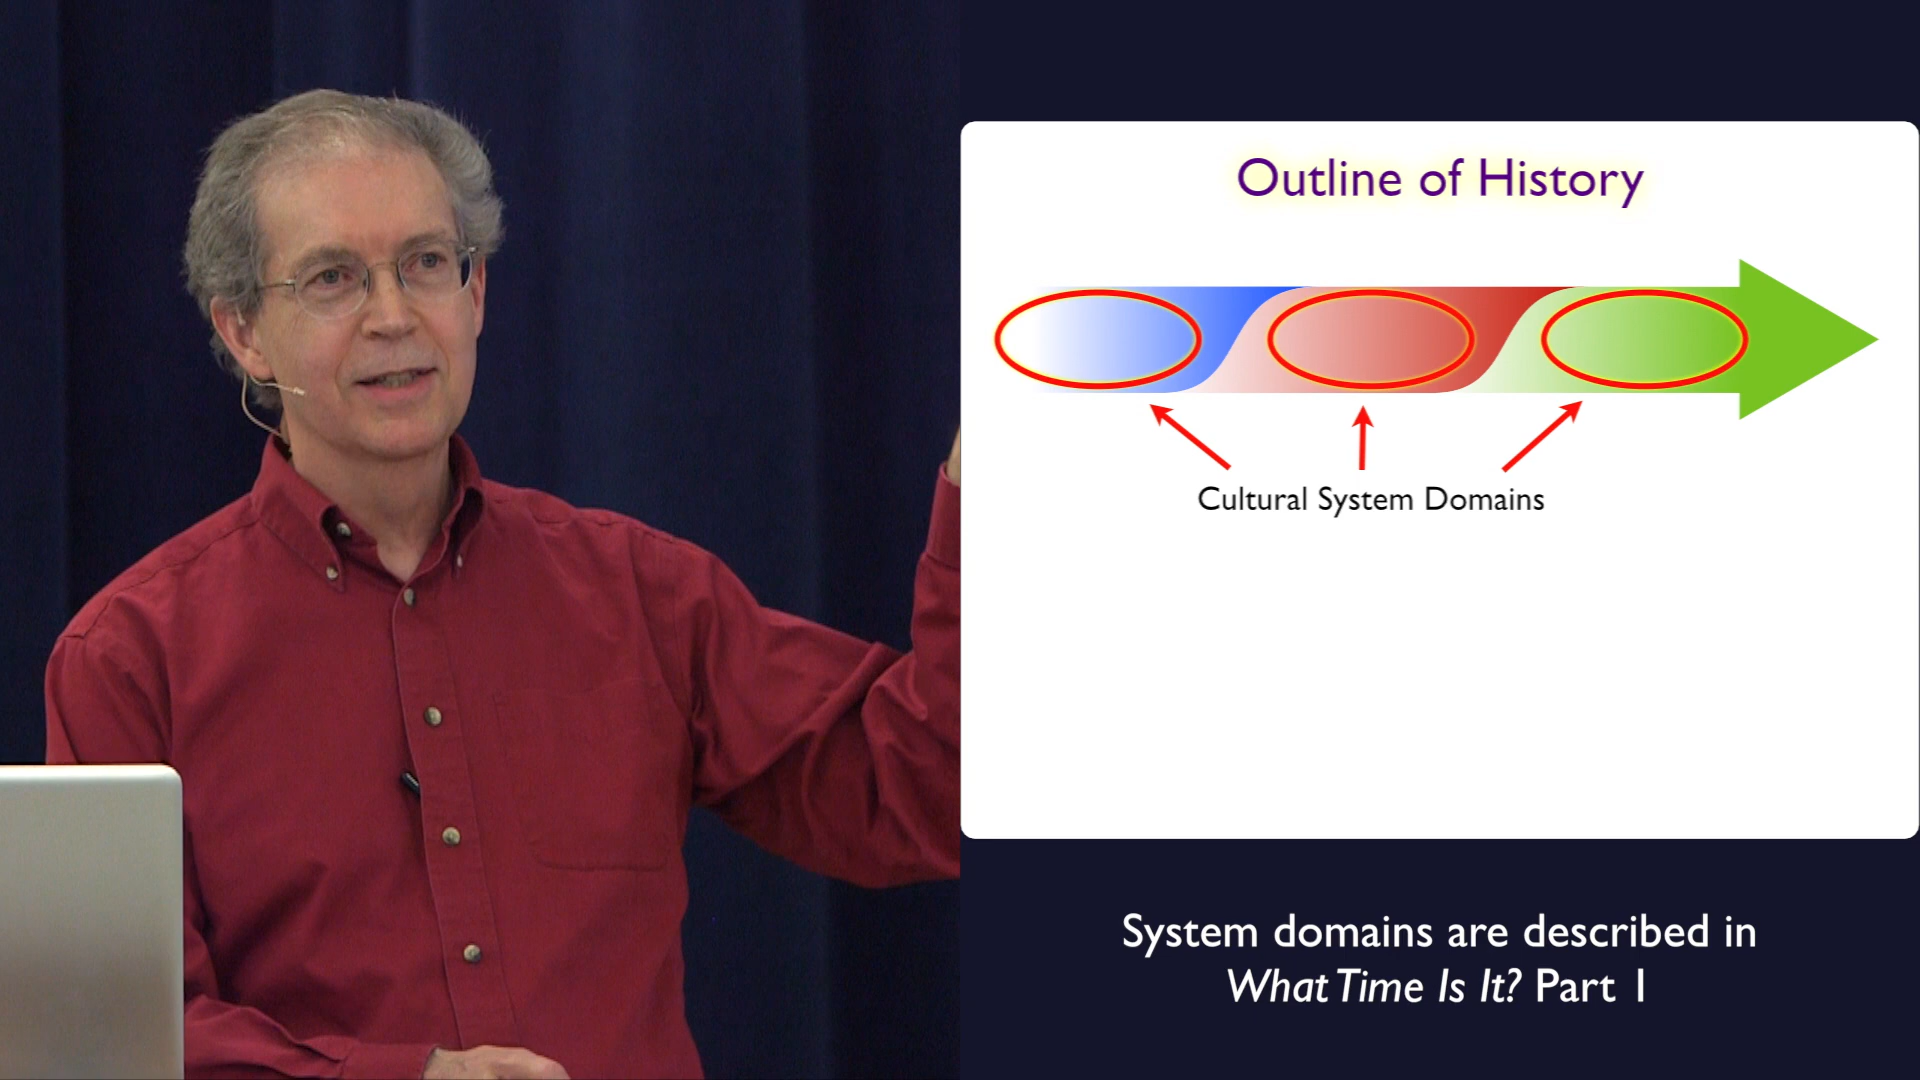 Outline of History
Cultural System Domains
System domains are described in
What Time Is It? Part 1